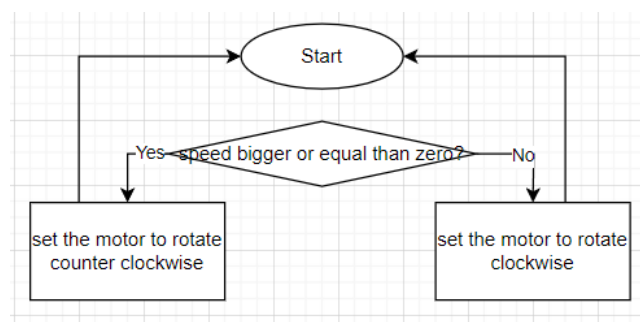 Start
Yes
speed bigger or equal than zero?
No
set the motor to rotate
counter clockwise
set the motor to rotate
clockwise